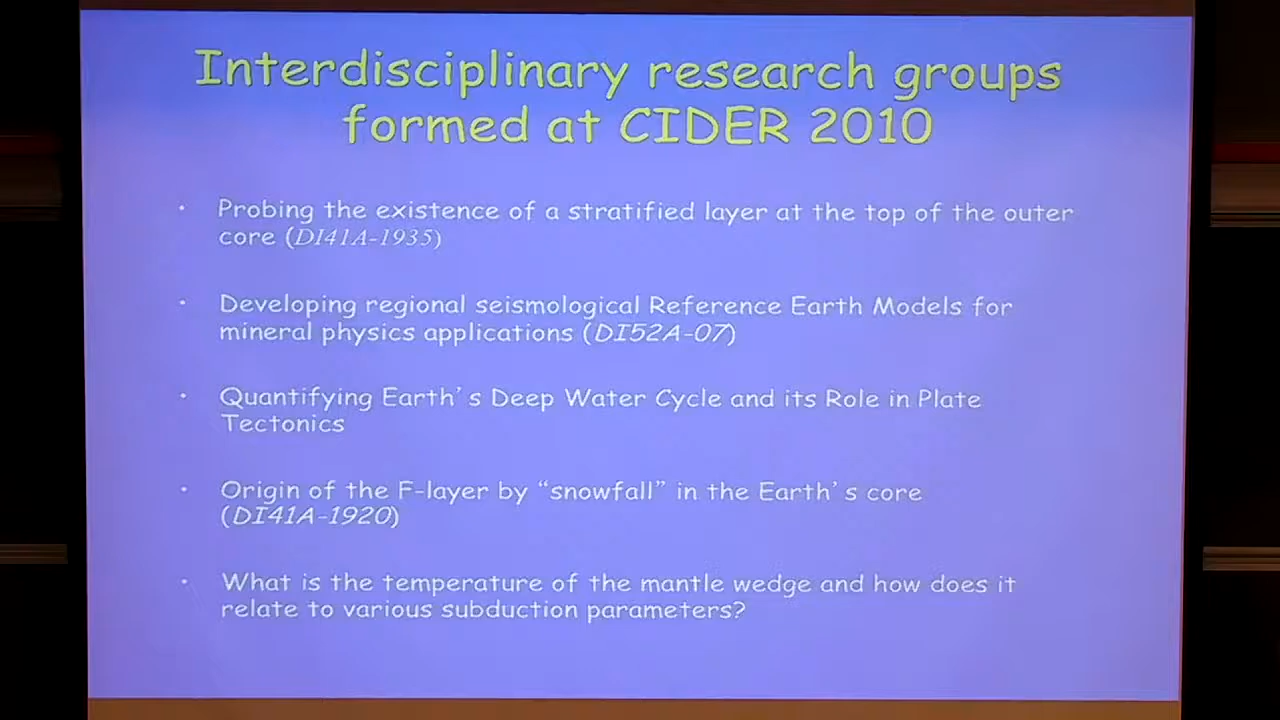 Interdisciplinary research groups
formed at CIDER 2010
• Probing the existence of a stratified layer at the top of the outer
core (DI41A-1935)
• Developing regional seismological Reference Earth Models for
mineral physics applications (DI52A-07)
• Quantifying Earth’s Deep Water Cycle and its Role in Plate
Tectonics
• Origin of the F-layer by “snowfall” in the Earth’s core
(DI41A-1920)
• What is the temperature of the mantle wedge and how does it
relate to various subduction parameters?